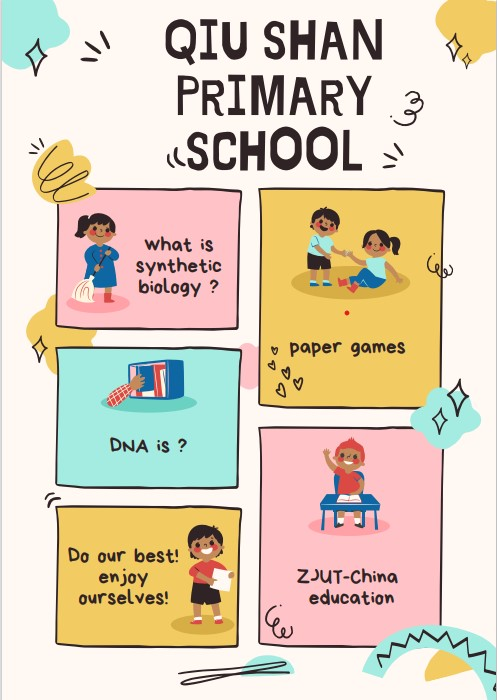 QIU SHAN
PRIMARY
SCHOOL
what is
synthetic
biology ?
paper games
DNA is ?
ZJUT-China
education
Do our best!
enjoy
ourselves!